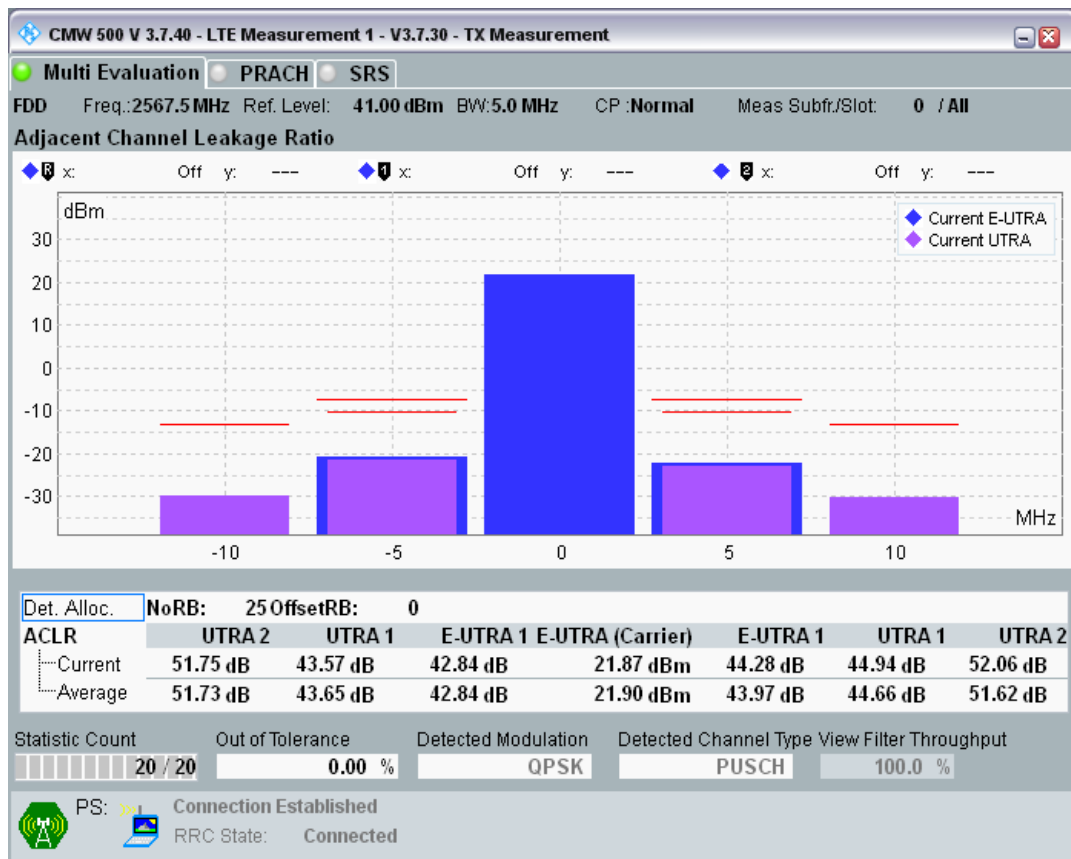 CMW 500 V 3.7.40 - LTE Measurement 1 - V3.7.30 - TX Measurement
Multi Evaluation PRACH SRS
FDD Freq.:2567.5 MHz Ref. Level: 41.00 dBm BW:5.0 MHz CP :Normal Meas Subfr./Slot: 0 / All
Adjacent Channel Leakage Ratio
R x: Off y: --- 1 x: Off y: --- 2 x: Off y: ---
dBm
Current E-UTRA
Current UTRA
30
20
10
0
-10
-20
-30
MHz
-10 -5 0 5 10
Det. Alloc. NoRB: 25 OffsetRB: 0
ACLR UTRA 2 UTRA 1 E-UTRA 1 E-UTRA (Carrier) E-UTRA 1 UTRA 1 UTRA 2
Current 51.75 dB 43.57 dB 42.84 dB 21.87 dBm 44.28 dB 44.94 dB 52.06 dB
Average 51.73 dB 43.65 dB 42.84 dB 21.90 dBm 43.97 dB 44.66 dB 51.62 dB
Statistic Count Out of Tolerance Detected Modulation Detected Channel Type View Filter Throughput
20 / 20 0.00 % QPSK PUSCH 100.0 %
PS: Connection Established
RRC State: Connected